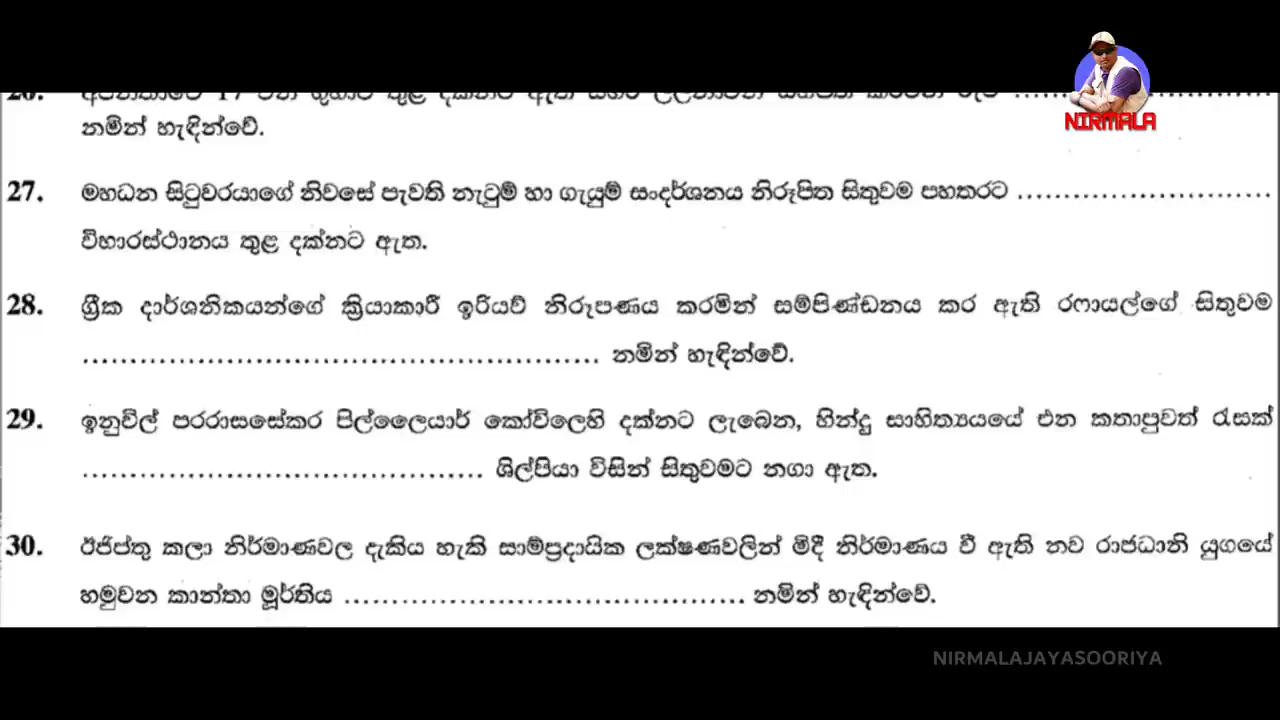 NIRMALA
නමින් හැඳින්වේ.
27. මහධන සිටුවරයාගේ නිවසේ පැවති නැටුම් හා ගැයුම් සංදර්ශනය නිරූපිත සිතුවම පහතරට ..........................
විහාරස්ථානය තුළ දක්නට ඇත.
28. ග්‍රීක දාර්ශනිකයන්ගේ ක්‍රියාකාරී ඉරියව් නිරූපණය කරමින් සම්පිණ්ඩනය කර ඇති රෆායල්ගේ සිතුවම
...................................................... නමින් හැඳින්වේ.
29. ඉනුවිල් පරරාසසේකර පිල්ලෛයාර් කෝවිලෙහි දක්නට ලැබෙන, හින්දු සාහිත්‍යයයේ එන කතාපුවත් රැසක්
.......................................... ශිල්පියා විසින් සිතුවමට නගා ඇත.
30. ඊජිප්තු කලා නිර්මාණවල දැකිය හැකි සාම්ප්‍රදායික ලක්ෂණවලින් මිදී නිර්මාණය වී ඇති නව රාජධානි යුගයේ
හමුවන කාන්තා මූර්තිය .......................................... නමින් හැඳින්වේ.
NIRMALAJAYASOORIYA